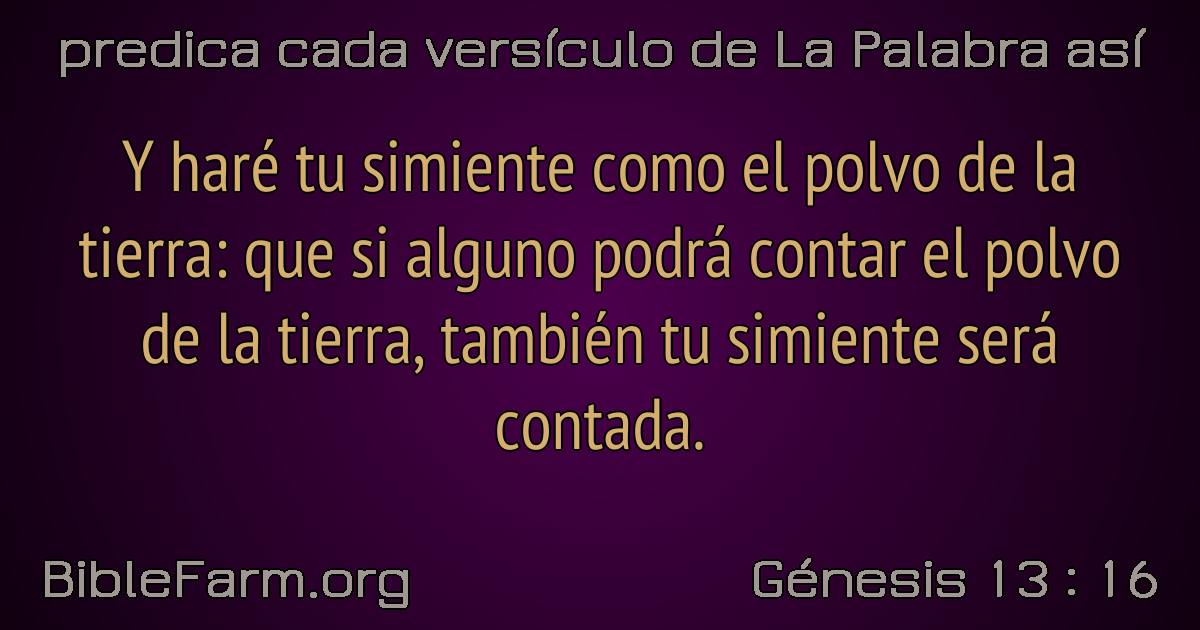 predica cada versículo de La Palabra así
Y haré tu simiente como el polvo de la
tierra: que si alguno podrá contar el polvo
de la tierra, también tu simiente será
contada.
BibleFarm.org
Génesis 13 : 16